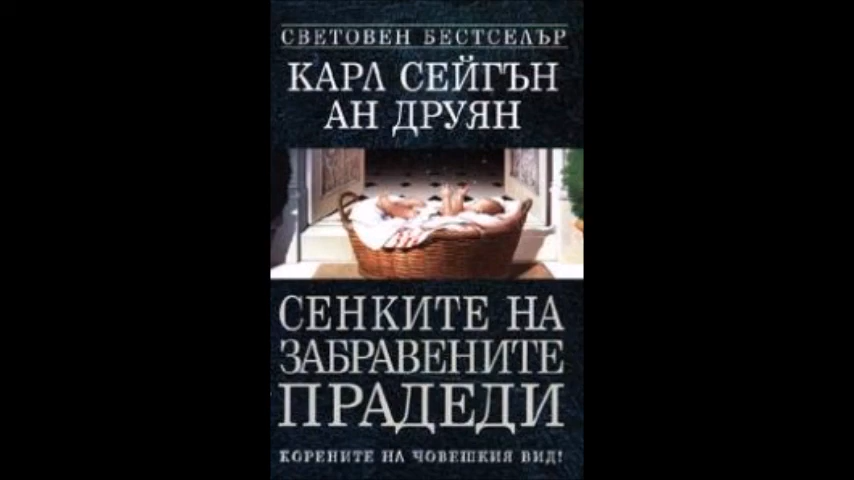 СВЕТОВЕН БЕСТСЕЛЪР
КАРЛ СЕЙГЪН
АН ДРУЯН
СЕНКИТЕ НА
ЗАБРАВЕНИТЕ
ПРАДЕДИ
КОРЕНИТЕ НА ЧОВЕШКИЯ ВИД!